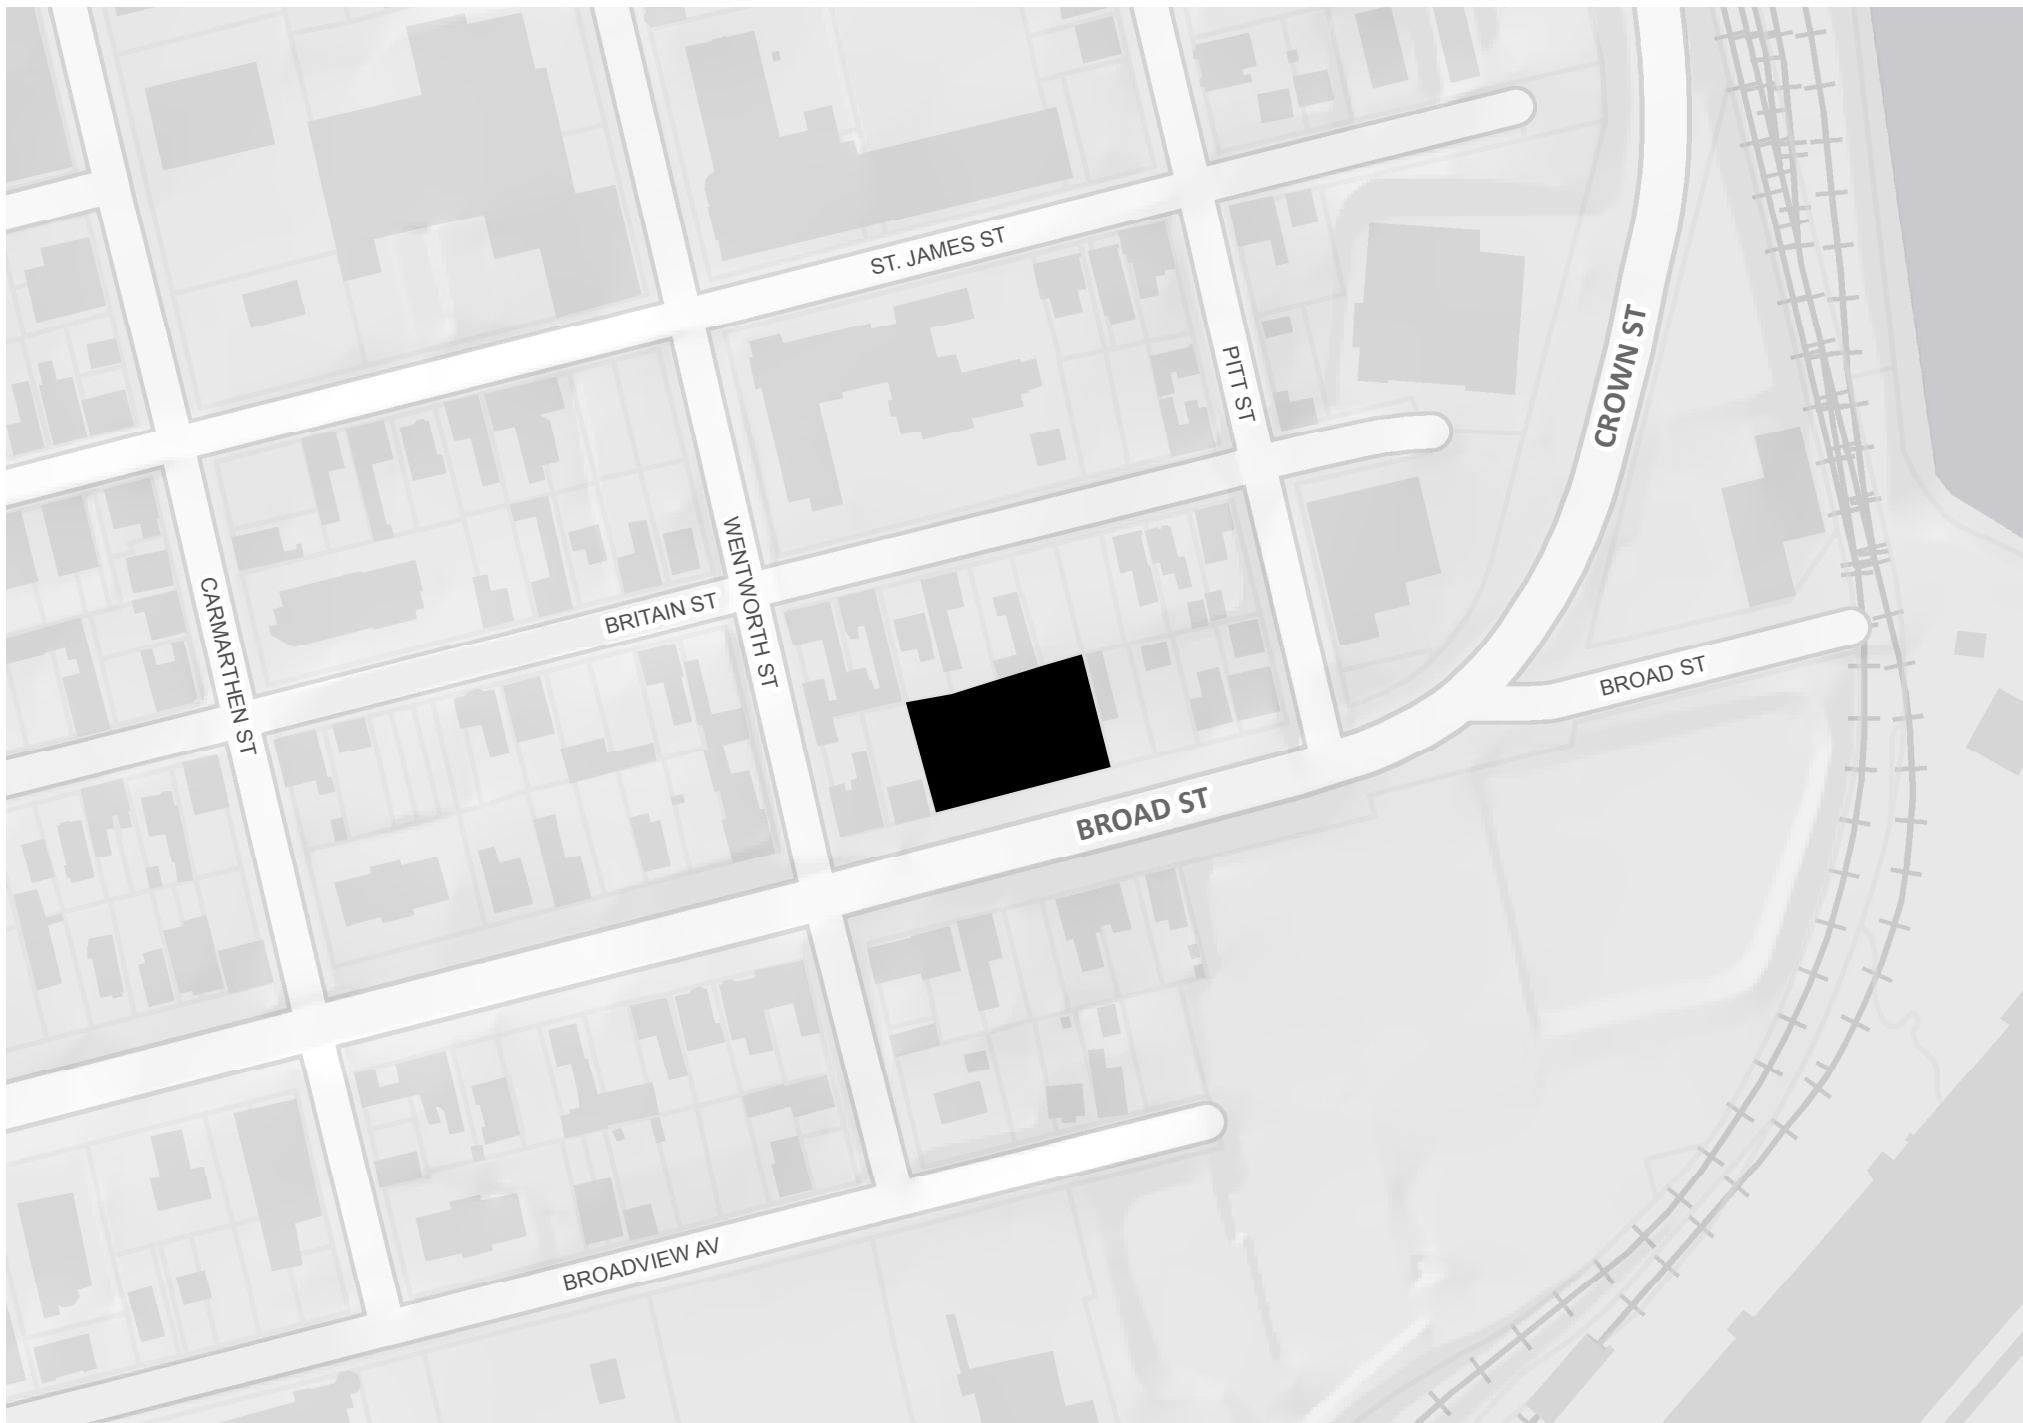 ST. JAMES ST
PITT ST
CROWN ST
WENTWORTH ST
CARMARTHEN ST
BRITAIN ST
BROAD ST
BROAD ST
BROADVIEW AV